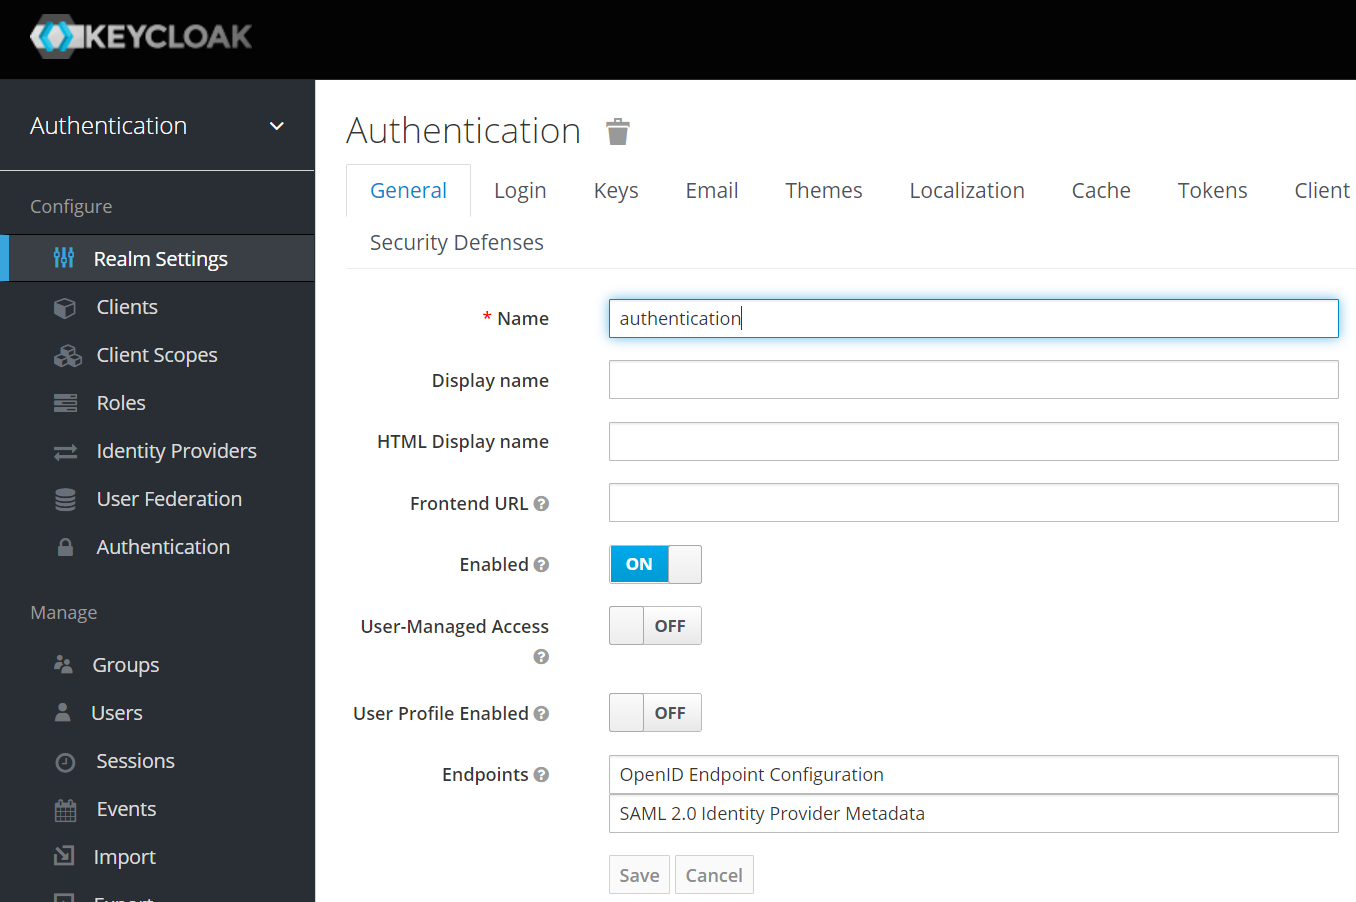 KEYCLOAK
Authentication
Configure
Realm Settings
Clients
Client Scopes
Roles
Identity Providers
User Federation
Authentication
Manage
Groups
Users
Sessions
Events
Import
Export
Authentication
General Login Keys Email Themes Localization Cache Tokens Client
Security Defenses
* Name authentication
Display name
HTML Display name
Frontend URL
Enabled ON
User-Managed Access OFF
User Profile Enabled OFF
Endpoints OpenID Endpoint Configuration
SAML 2.0 Identity Provider Metadata
Save Cancel